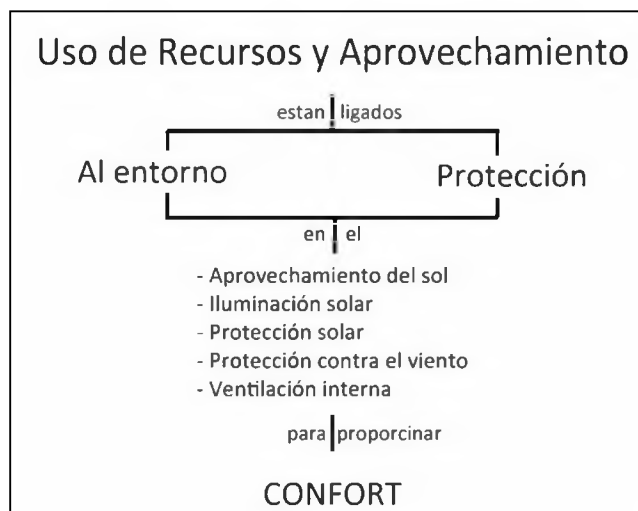 Uso de Recursos y Aprovechamiento
estan ligados
Al entorno Protección
en el
- Aprovechamiento del sol
- Iluminación solar
- Protección solar
- Protección contra el viento
- Ventilación interna
para proporcinar
CONFORT